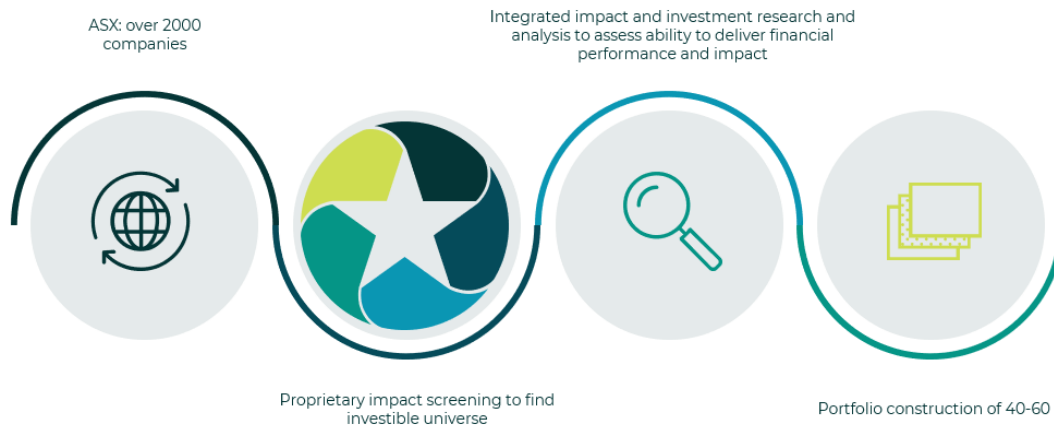 ASX: over 2000
companies
Proprietary impact screening to find
investible universe
Integrated impact and investment research and
analysis to assess ability to deliver financial
performance and impact
Portfolio construction of 40-60